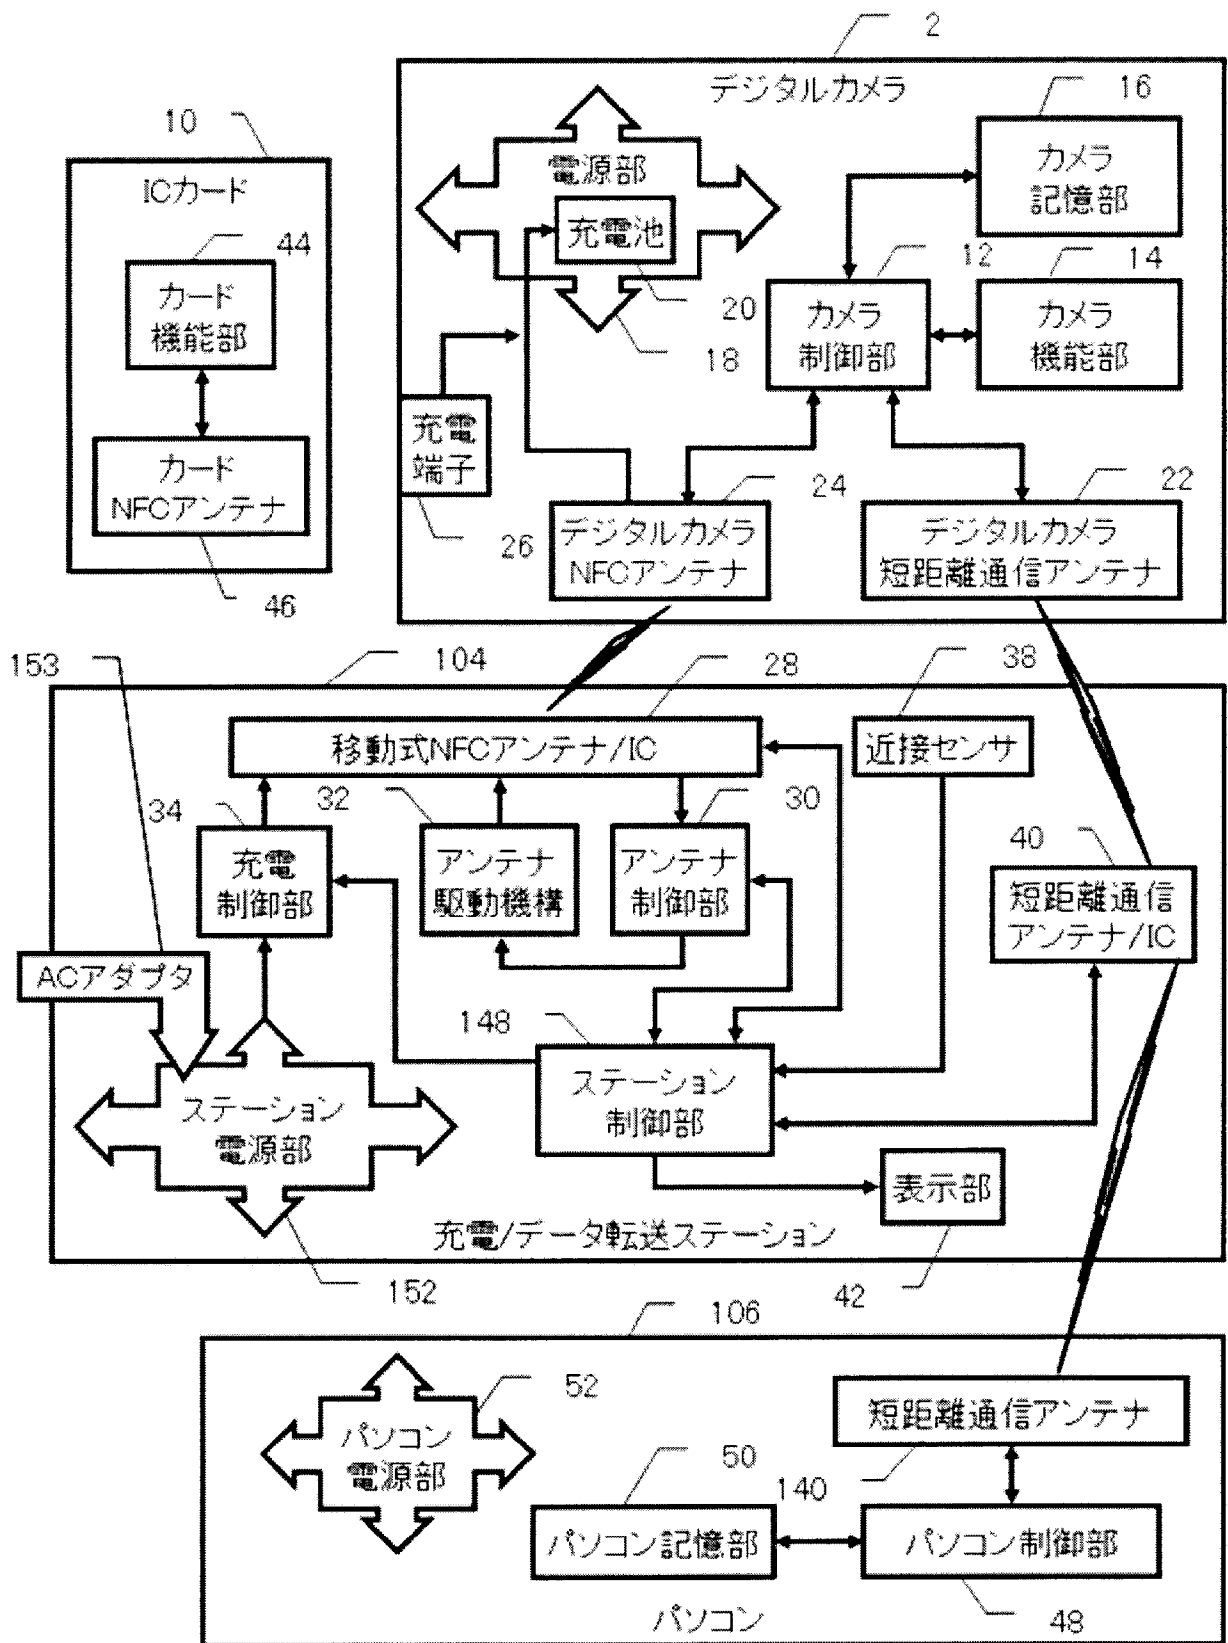 2
デジタルカメラ
16
カメラ
記憶部
10
ICカード
44
カード
機能部
カード
NFCアンテナ
46
電源部
充電池
20
18
12
カメラ
制御部
14
カメラ
機能部
充電
端子
26
24
デジタルカメラ
NFCアンテナ
22
デジタルカメラ
短距離通信アンテナ
153
104
28
38
移動式NFCアンテナ/IC
近接センサ
34
充電
制御部
32
アンテナ
駆動機構
30
アンテナ
制御部
40
短距離通信
アンテナ/IC
ACアダプタ
148
ステーション
制御部
ステーション
電源部
表示部
充電/データ転送ステーション
152
42
106
52
パソコン
電源部
短距離通信アンテナ
50
140
パソコン記憶部
パソコン制御部
パソコン
48